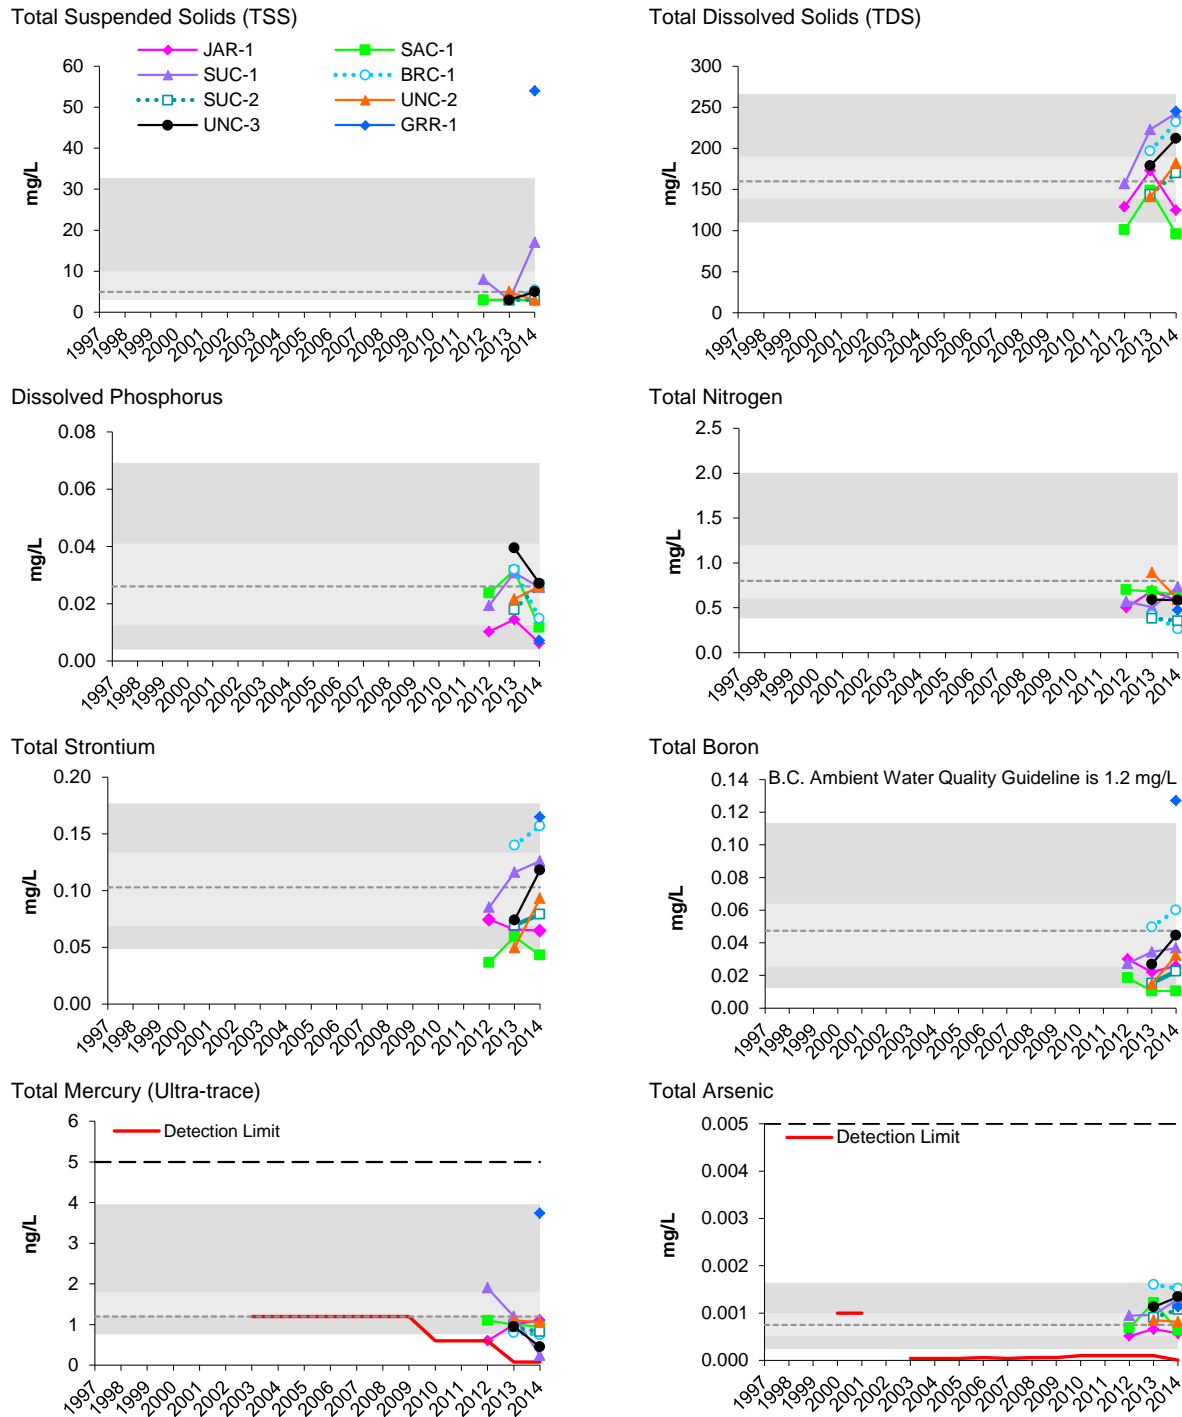 Total Suspended Solids (TSS)
JAR-1
SAC-1
SUC-1
BRC-1
SUC-2
UNC-2
UNC-3
GRR-1
60
50
40
30
20
10
0
mg/L
1997 1998 1999 2000 2001 2002 2003 2004 2005 2006 2007 2008 2009 2010 2011 2012 2013 2014
Total Dissolved Solids (TDS)
300
250
200
150
100
50
0
mg/L
1997 1998 1999 2000 2001 2002 2003 2004 2005 2006 2007 2008 2009 2010 2011 2012 2013 2014
Dissolved Phosphorus
0.08
0.06
0.04
0.02
0.00
mg/L
1997 1998 1999 2000 2001 2002 2003 2004 2005 2006 2007 2008 2009 2010 2011 2012 2013 2014
Total Nitrogen
2.5
2.0
1.5
1.0
0.5
0.0
mg/L
1997 1998 1999 2000 2001 2002 2003 2004 2005 2006 2007 2008 2009 2010 2011 2012 2013 2014
Total Strontium
0.20
0.15
0.10
0.05
0.00
mg/L
1997 1998 1999 2000 2001 2002 2003 2004 2005 2006 2007 2008 2009 2010 2011 2012 2013 2014
Total Boron
B.C. Ambient Water Quality Guideline is 1.2 mg/L
0.14
0.12
0.10
0.08
0.06
0.04
0.02
0.00
mg/L
1997 1998 1999 2000 2001 2002 2003 2004 2005 2006 2007 2008 2009 2010 2011 2012 2013 2014
Total Mercury (Ultra-trace)
Detection Limit
6
5
4
3
2
1
0
ng/L
1997 1998 1999 2000 2001 2002 2003 2004 2005 2006 2007 2008 2009 2010 2011 2012 2013 2014
Total Arsenic
Detection Limit
0.005
0.004
0.003
0.002
0.001
0.000
mg/L
1997 1998 1999 2000 2001 2002 2003 2004 2005 2006 2007 2008 2009 2010 2011 2012 2013 2014